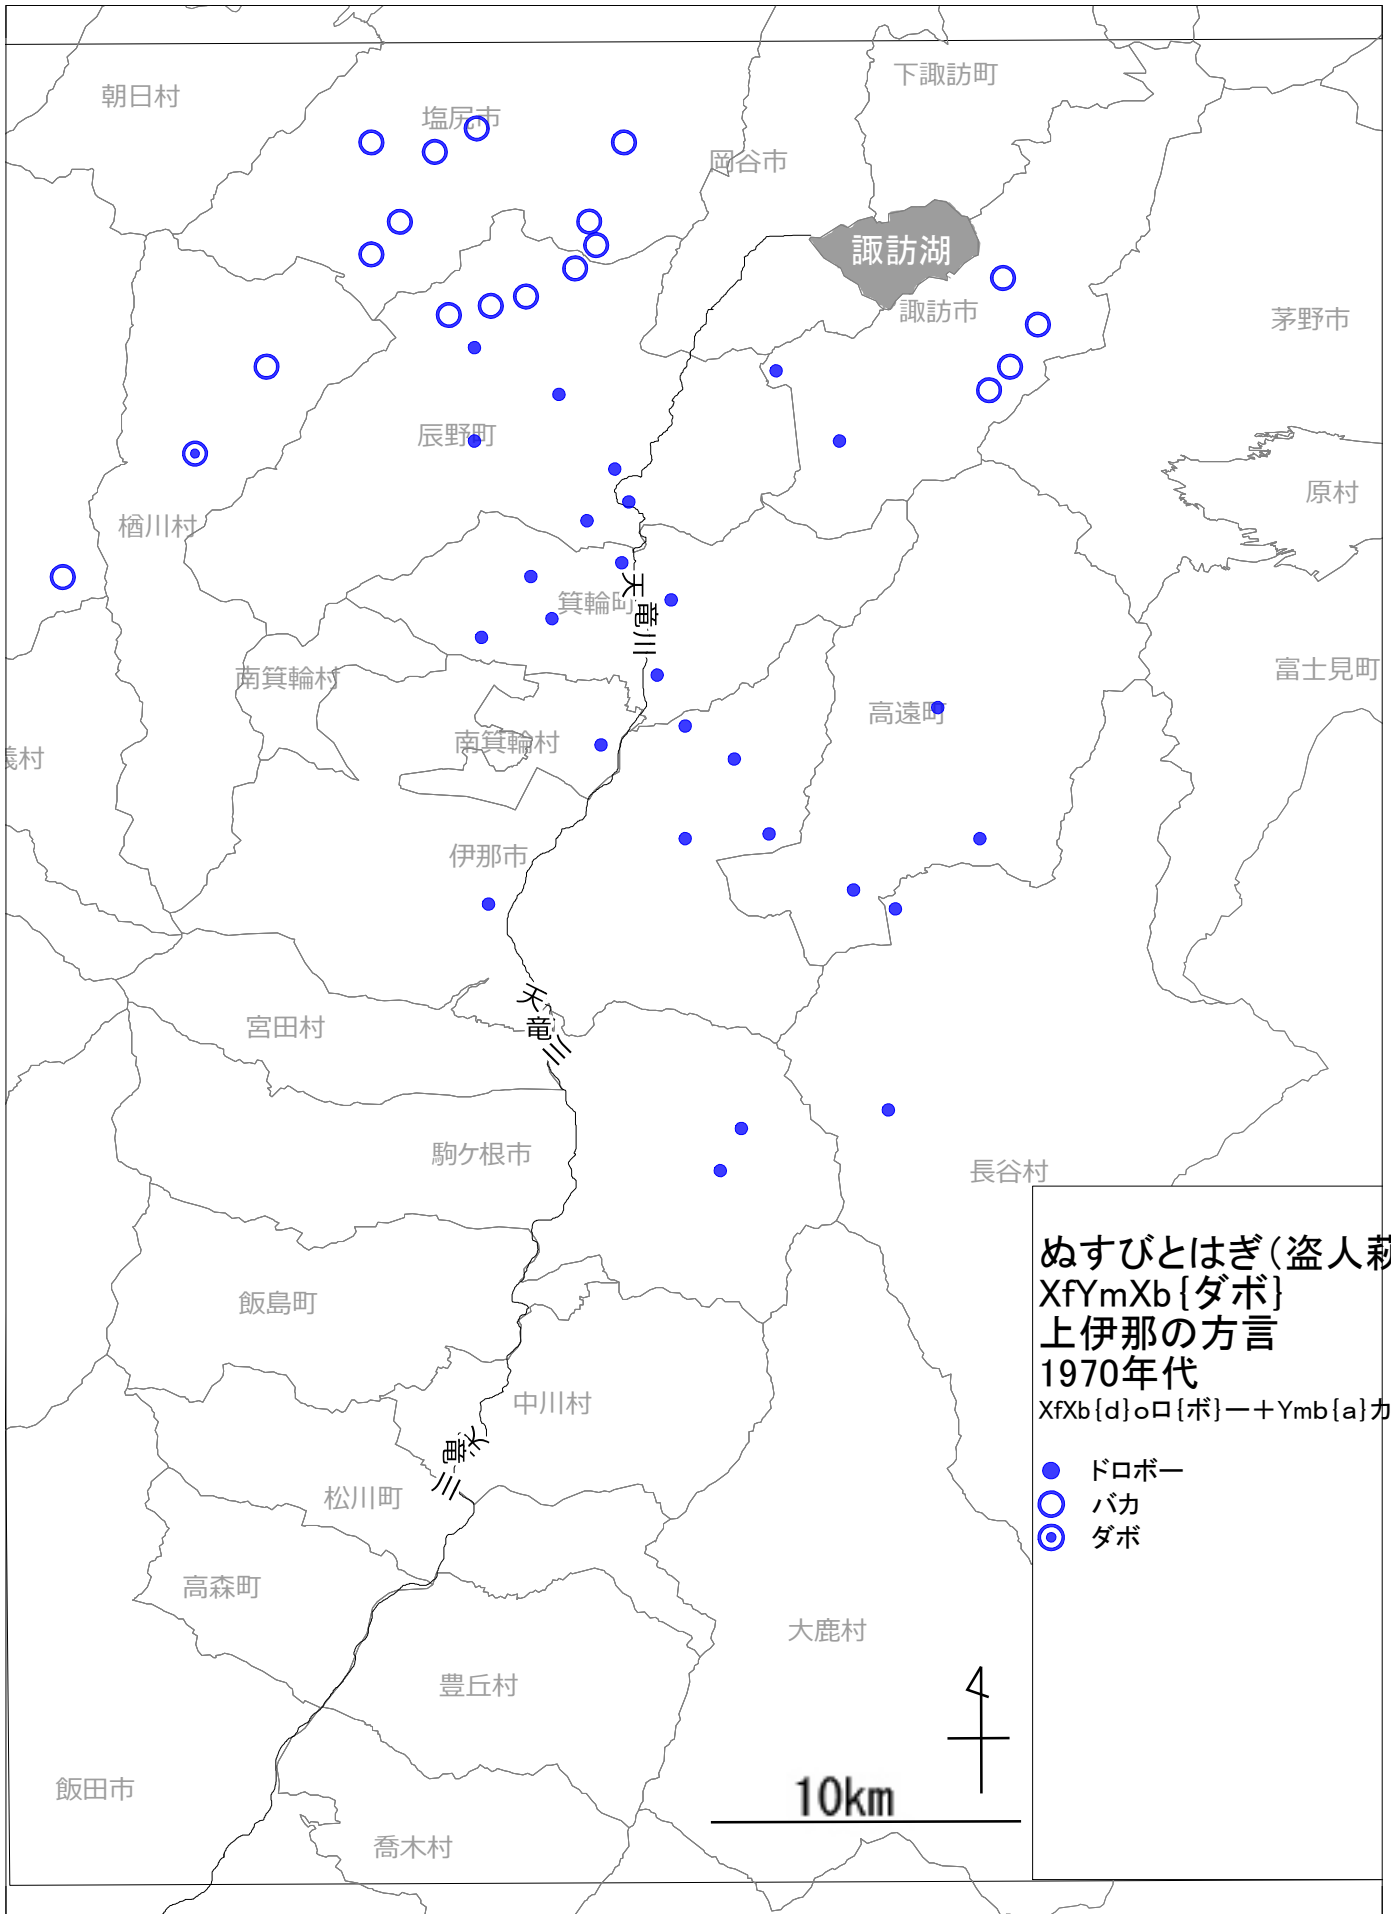 下諏訪町
朝日村
塩尻市
岡谷市
諏訪湖
諏訪市
茅野市
辰野町
原村
楢川村
天竜川
箕輪町
南箕輪村
富士見町
高遠町
南箕輪村
義村
伊那市
天竜川
宮田村
駒ケ根市
長谷村
飯島町
中川村
天竜川
松川町
高森町
大鹿村
豊丘村
飯田市
喬木村
10km
ぬすびとはぎ(盗人萩
XfYmXb{ダボ}
上伊那の方言
1970年代
XfXb{d}oロ{ボ}ー+Ymb{a}カ
ドロボー
バカ
ダボ